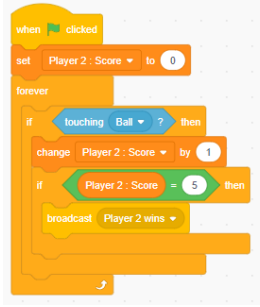 when clicked
set Player 2 : Score to 0
forever
if touching Ball ? then
change Player 2 : Score by 1
if Player 2 : Score = 5 then
broadcast Player 2 wins